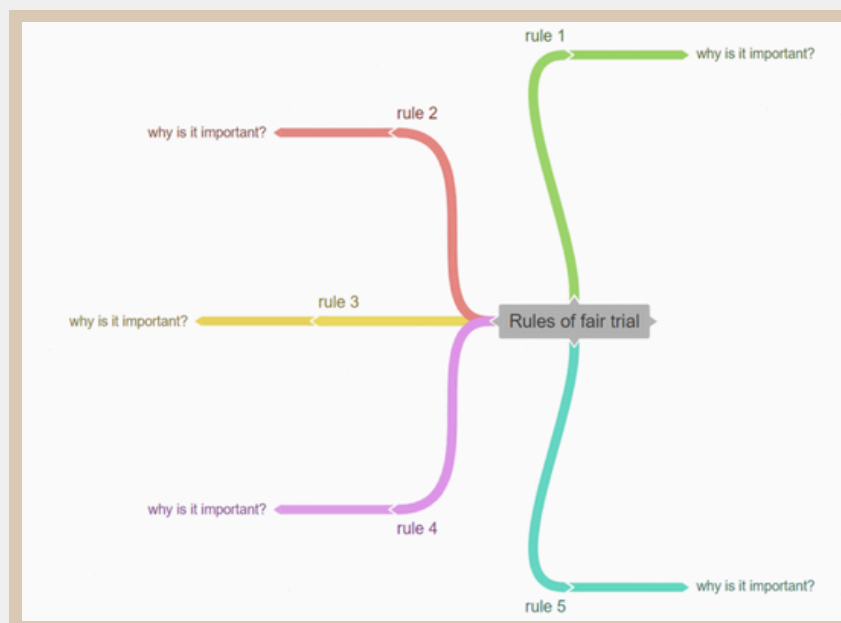 rule 1
why is it important?
rule 2
why is it important?
rule 3
why is it important?
Rules of fair trial
why is it important?
rule 4
why is it important?
rule 5